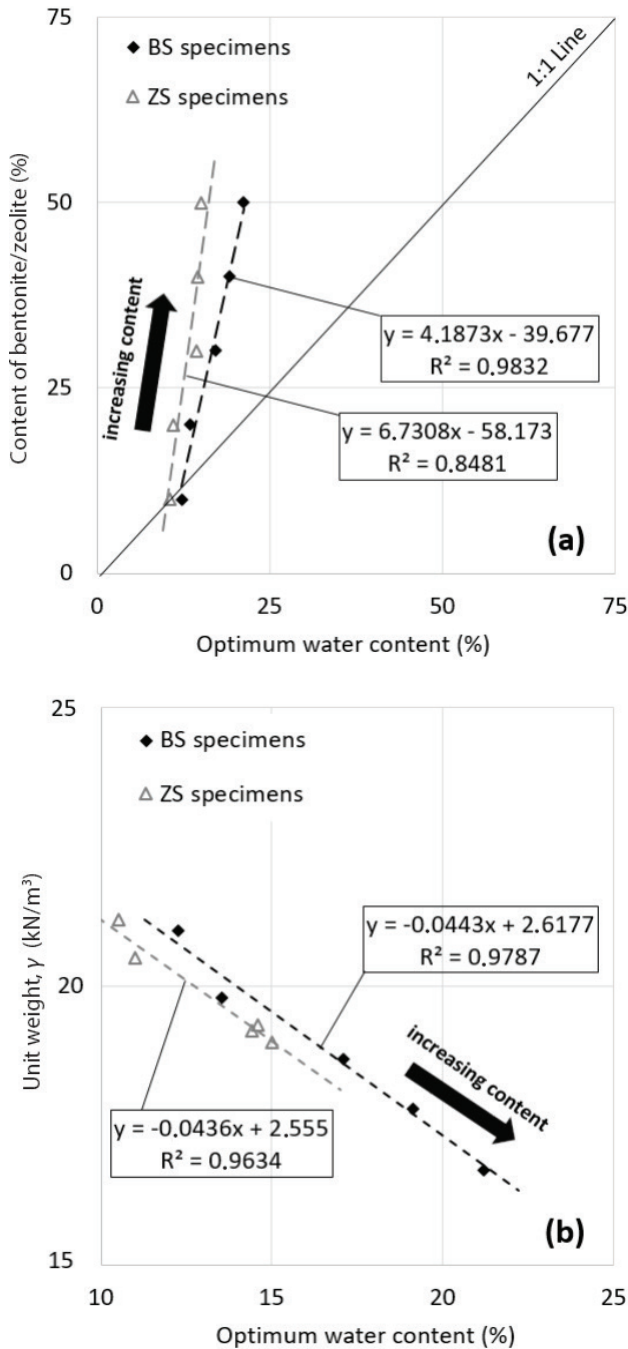 75
BS specimens
ZS specimens
1:1 Line
50
Content of bentonite/zeolite (%)
increasing content
y = 4.1873x - 39.677
R² = 0.9832
25
y = 6.7308x - 58.173
R² = 0.8481
(a)
0
0 25 50 75
Optimum water content (%)
25
BS specimens
ZS specimens
Unit weight, γ (kN/m³)
y = -0.0443x + 2.6177
R² = 0.9787
20
increasing content
y = -0.0436x + 2.555
R² = 0.9634
(b)
15
10 15 20 25
Optimum water content (%)